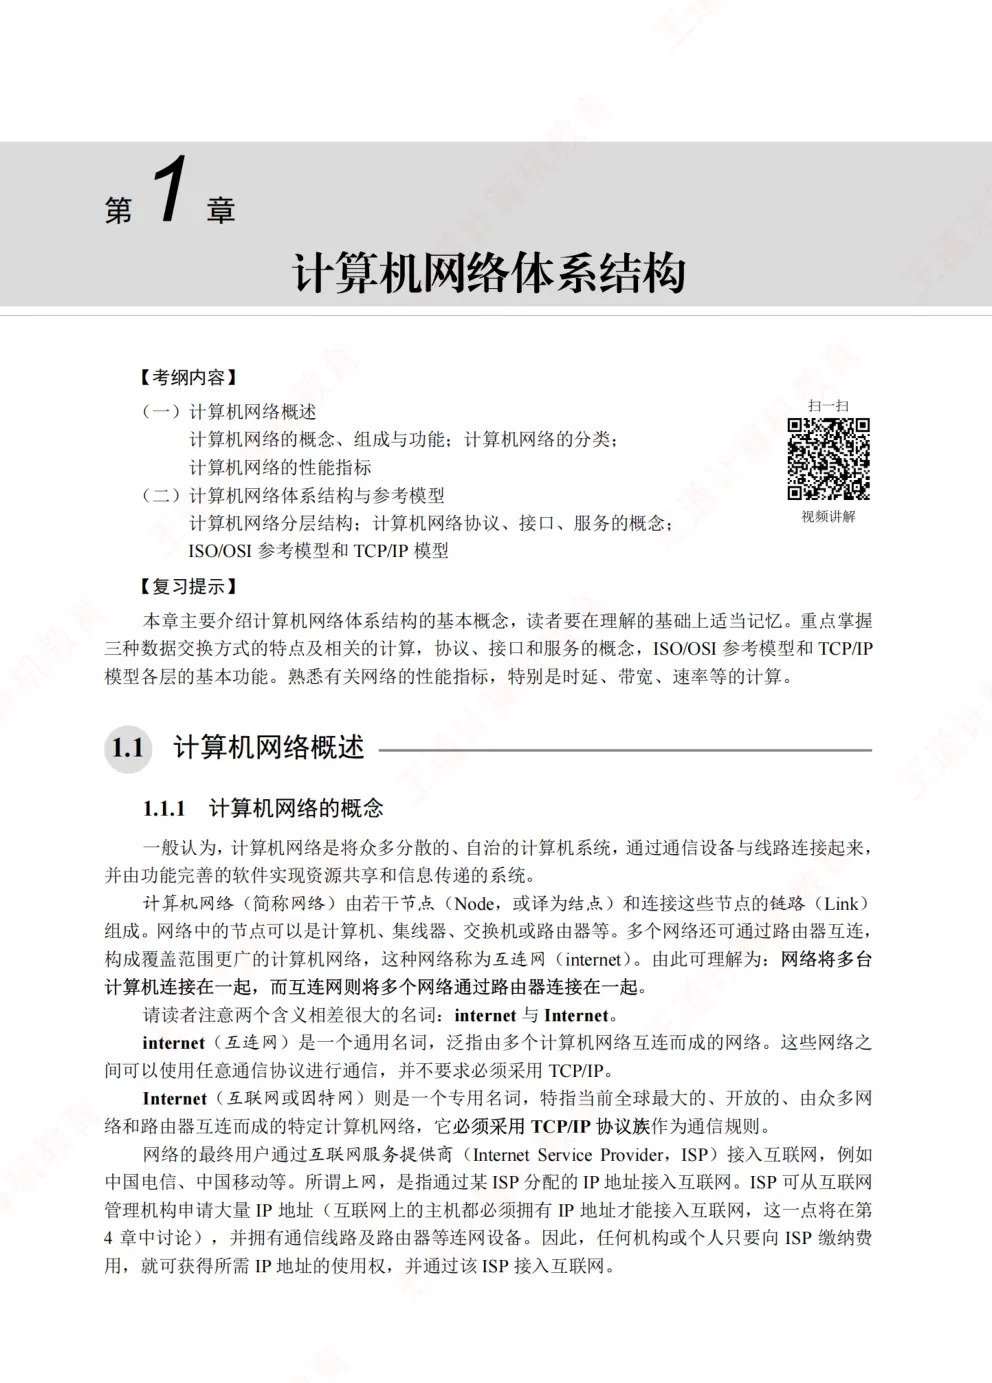 第 1 章
计算机网络体系结构
【考纲内容】
（一）计算机网络概述
计算机网络的概念、组成与功能；计算机网络的分类；
计算机网络的性能指标
（二）计算机网络体系结构与参考模型
计算机网络分层结构；计算机网络协议、接口、服务的概念；
ISO/OSI 参考模型和 TCP/IP 模型
扫一扫
视频讲解
【复习提示】
本章主要介绍计算机网络体系结构的基本概念，读者要在理解的基础上适当记忆。重点掌握
三种数据交换方式的特点及相关的计算，协议、接口和服务的概念，ISO/OSI 参考模型和 TCP/IP
模型各层的基本功能。熟悉有关网络的性能指标，特别是时延、带宽、速率等的计算。
1.1 计算机网络概述
1.1.1 计算机网络的概念
一般认为，计算机网络是将众多分散的、自治的计算机系统，通过通信设备与线路连接起来，
并由功能完善的软件实现资源共享和信息传递的系统。
计算机网络（简称网络）由若干节点（Node，或译为结点）和连接这些节点的链路（Link）
组成。网络中的节点可以是计算机、集线器、交换机或路由器等。多个网络还可通过路由器互连，
构成覆盖范围更广的计算机网络，这种网络称为互连网（internet）。由此可理解为：网络将多台
计算机连接在一起，而互连网则将多个网络通过路由器连接在一起。
请读者注意两个含义相差很大的名词：internet 与 Internet。
internet（互连网）是一个通用名词，泛指由多个计算机网络互连而成的网络。这些网络之
间可以使用任意通信协议进行通信，并不要求必须采用 TCP/IP。
Internet（互联网或因特网）则是一个专用名词，特指当前全球最大的、开放的、由众多网
络和路由器互连而成的特定计算机网络，它必须采用 TCP/IP 协议族作为通信规则。
网络的最终用户通过互联网服务提供商（Internet Service Provider，ISP）接入互联网，例如
中国电信、中国移动等。所谓上网，是指通过某 ISP 分配的 IP 地址接入互联网。ISP 可从互联网
管理机构申请大量 IP 地址（互联网上的主机都必须拥有 IP 地址才能接入互联网，这一点将在第
4 章中讨论），并拥有通信线路及路由器等连网设备。因此，任何机构或个人只要向 ISP 缴纳费
用，就可获得所需 IP 地址的使用权，并通过该 ISP 接入互联网。
王道计算机教育